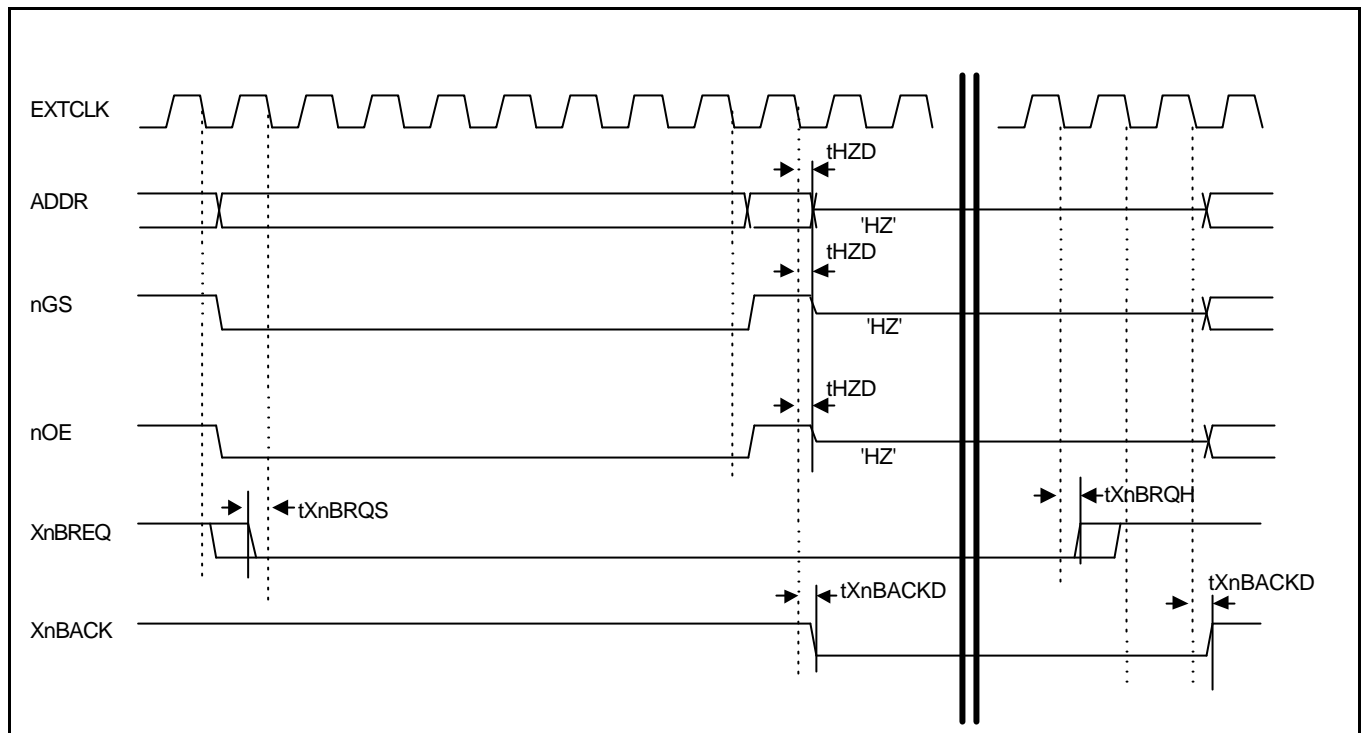 EXTCLK
tHZD
ADDR
'HZ'
tHZD
nGS
'HZ'
tHZD
nOE
'HZ'
tXnBRQS
tXnBRQH
XnBREQ
tXnBACKD
tXnBACKD
XnBACK